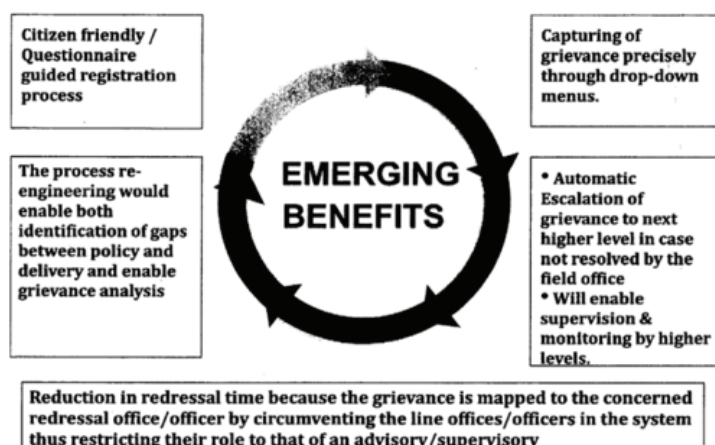 Citizen friendly /
Questionnaire
guided registration
process
Capturing of
grievance precisely
through drop-down
menus.
EMERGING
BENEFITS
The process re-
engineering would
enable both
identification of gaps
between policy and
delivery and enable
grievance analysis
* Automatic
Escalation of
grievance to next
higher level in case
not resolved by the
field office
* Will enable
supervision &
monitoring by higher
levels.
Reduction in redressal time because the grievance is mapped to the concerned
redressal office/officer by circumventing the line offices/officers in the system
thus restricting their role to that of an advisory/supervisory